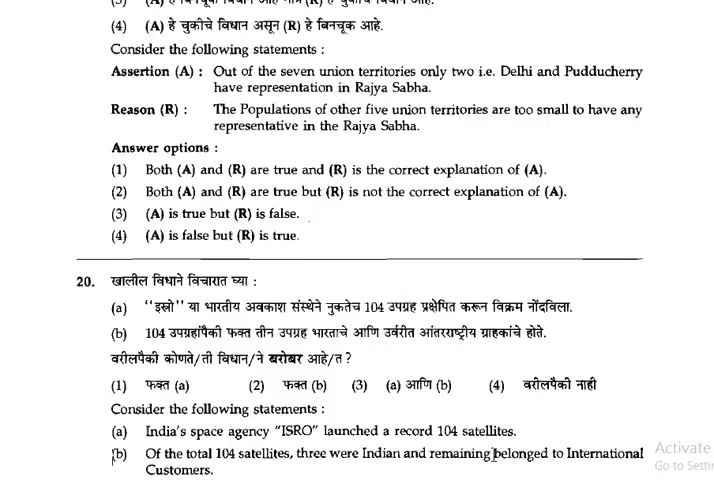 (4) (A) हे चुकीचे विधान असून (R) हे बिनचूक आहे.
Consider the following statements :
Assertion (A) : Out of the seven union territories only two i.e. Delhi and Pudducherry
have representation in Rajya Sabha.
Reason (R) : The Populations of other five union territories are too small to have any
representative in the Rajya Sabha.
Answer options :
(1) Both (A) and (R) are true and (R) is the correct explanation of (A).
(2) Both (A) and (R) are true but (R) is not the correct explanation of (A).
(3) (A) is true but (R) is false.
(4) (A) is false but (R) is true.
20. खालील विधाने विचारात घ्या :
(a) "इस्रो" या भारतीय अवकाश संस्थेने नुकतेच 104 उपग्रह प्रक्षेपित करून विक्रम नोंदविला.
(b) 104 उपग्रहांपैकी फक्त तीन उपग्रह भारताचे आणि उर्वरीत आंतरराष्ट्रीय ग्राहकांचे होते.
वरीलपैकी कोणते/ती विधान/ने बरोबर आहे/त ?
(1) फक्त (a) (2) फक्त (b) (3) (a) आणि (b) (4) वरीलपैकी नाही
Consider the following statements :
(a) India's space agency "ISRO" launched a record 104 satellites.
(b) Of the total 104 satellites, three were Indian and remaining belonged to International
Customers.
Activate
Go to Settin